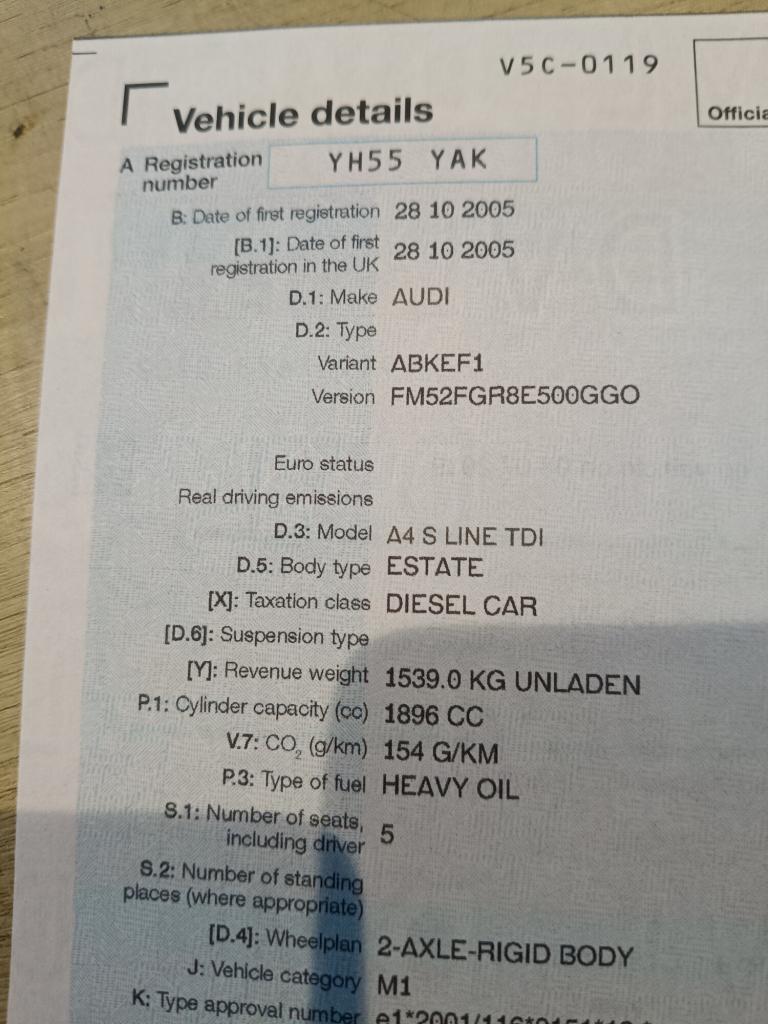 V5C-0119
Officia
Vehicle details
A Registration number YH55 YAK
B: Date of first registration 28 10 2005
[B.1]: Date of first
registration in the UK 28 10 2005
D.1: Make AUDI
D.2: Type
Variant ABKEF1
Version FM52FGR8E500GGO
Euro status
Real driving emissions
D.3: Model A4 S LINE TDI
D.5: Body type ESTATE
[X]: Taxation class DIESEL CAR
[D.6]: Suspension type
[Y]: Revenue weight 1539.0 KG UNLADEN
P.1: Cylinder capacity (cc) 1896 CC
V.7: CO₂ (g/km) 154 G/KM
P.3: Type of fuel HEAVY OIL
S.1: Number of seats,
including driver 5
S.2: Number of standing
places (where appropriate)
[D.4]: Wheelplan 2-AXLE-RIGID BODY
J: Vehicle category M1
K: Type approval number